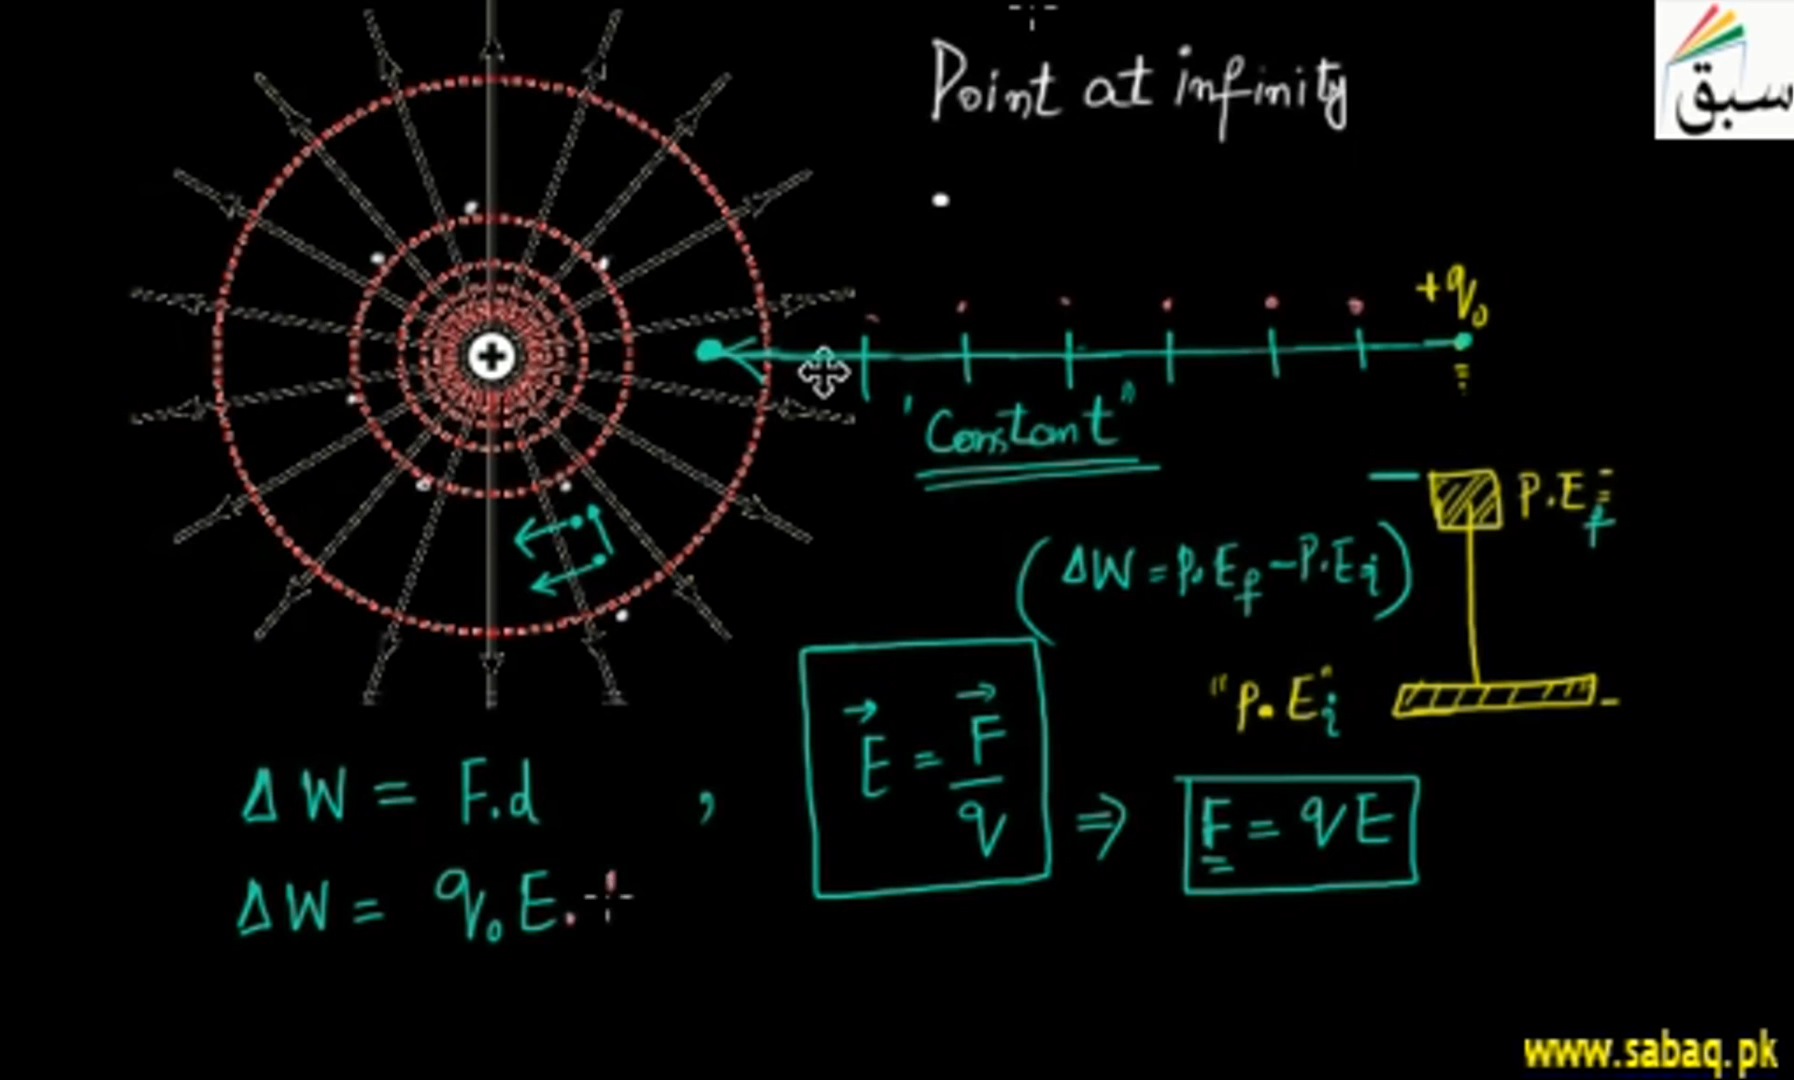 Point at infinity
سبق
+q₀
"Constant"
P.E_f
(ΔW = P.E_f - P.E_i)
"P.E_i"
E⃗ = F⃗/q ⇒ F = qE
ΔW = F.d ,
ΔW = q₀E.
www.sabaq.pk